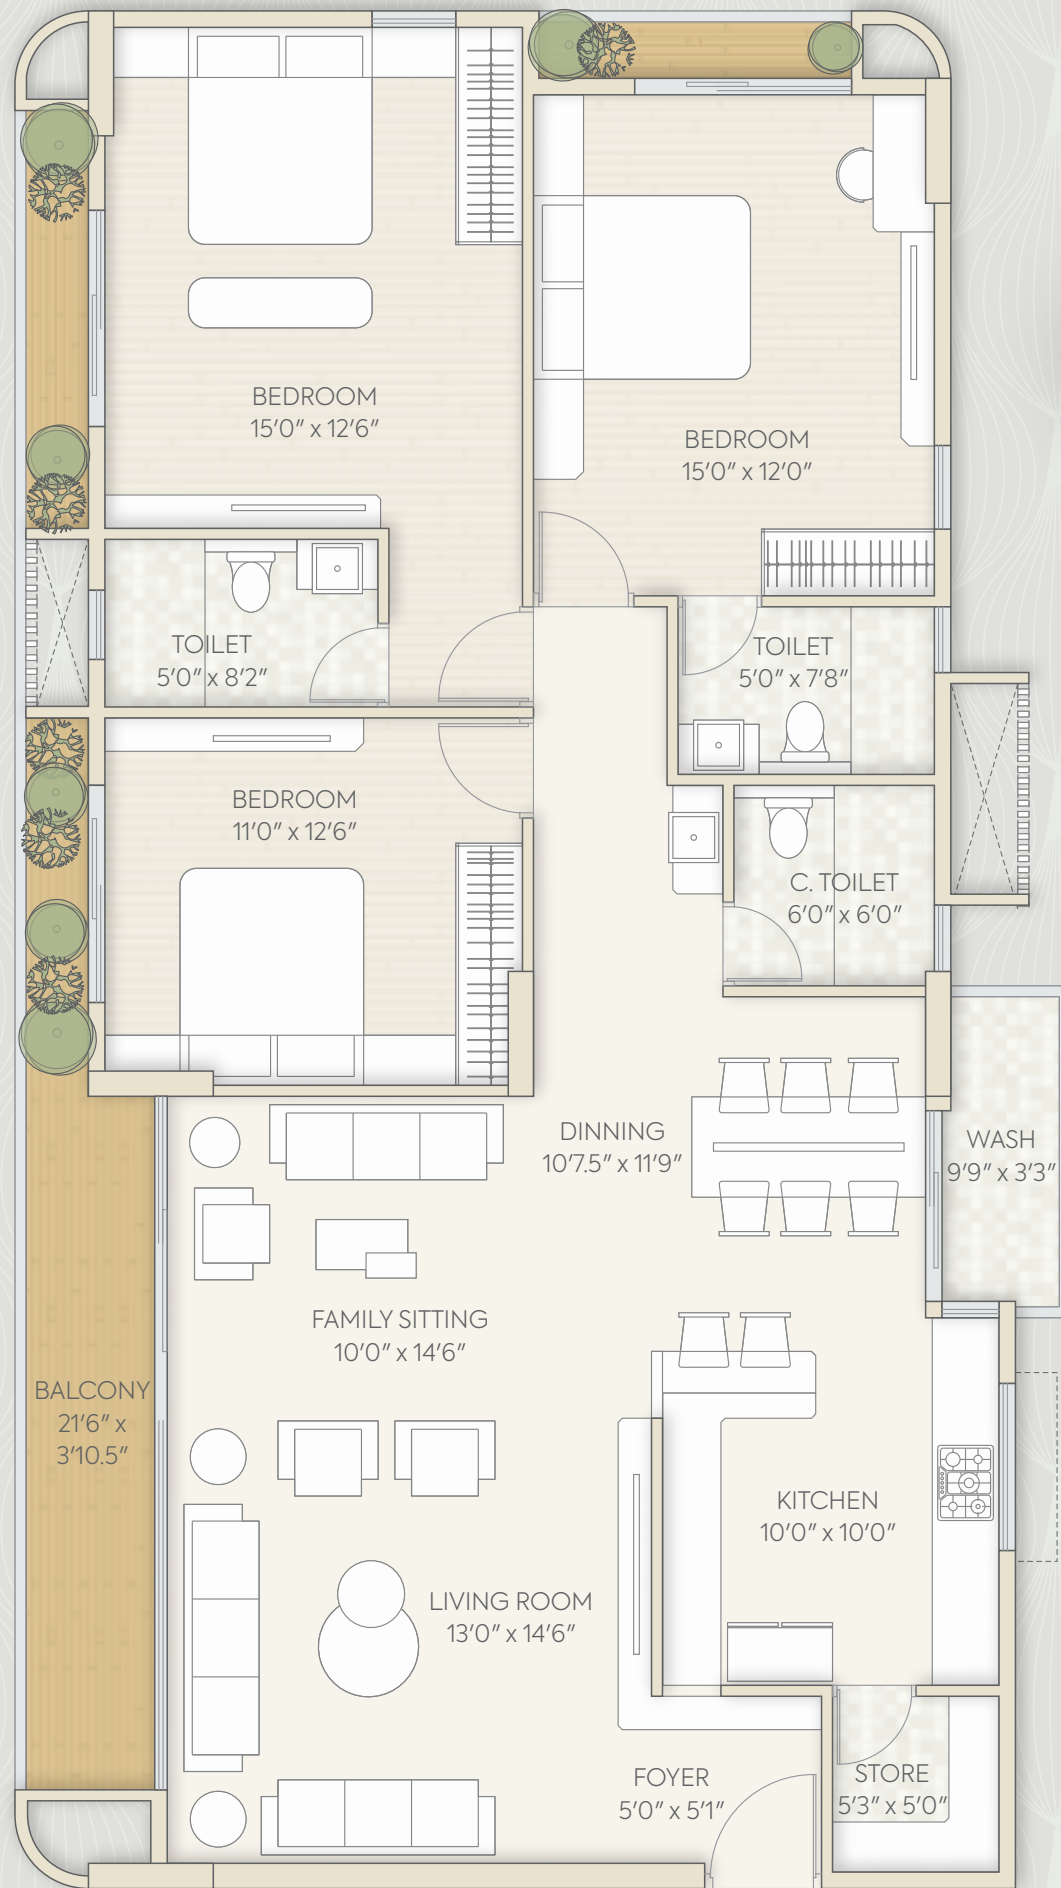 BEDROOM
15'0" x 12'6"
BEDROOM
15'0" x 12'0"
TOILET
5'0" x 8'2"
TOILET
5'0" x 7'8"
BEDROOM
11'0" x 12'6"
C. TOILET
6'0" x 6'0"
DINNING
10'7.5" x 11'9"
WASH
9'9" x 3'3"
FAMILY SITTING
10'0" x 14'6"
BALCONY
21'6" x
3'10.5"
KITCHEN
10'0" x 10'0"
LIVING ROOM
13'0" x 14'6"
FOYER
5'0" x 5'1"
STORE
5'3" x 5'0"